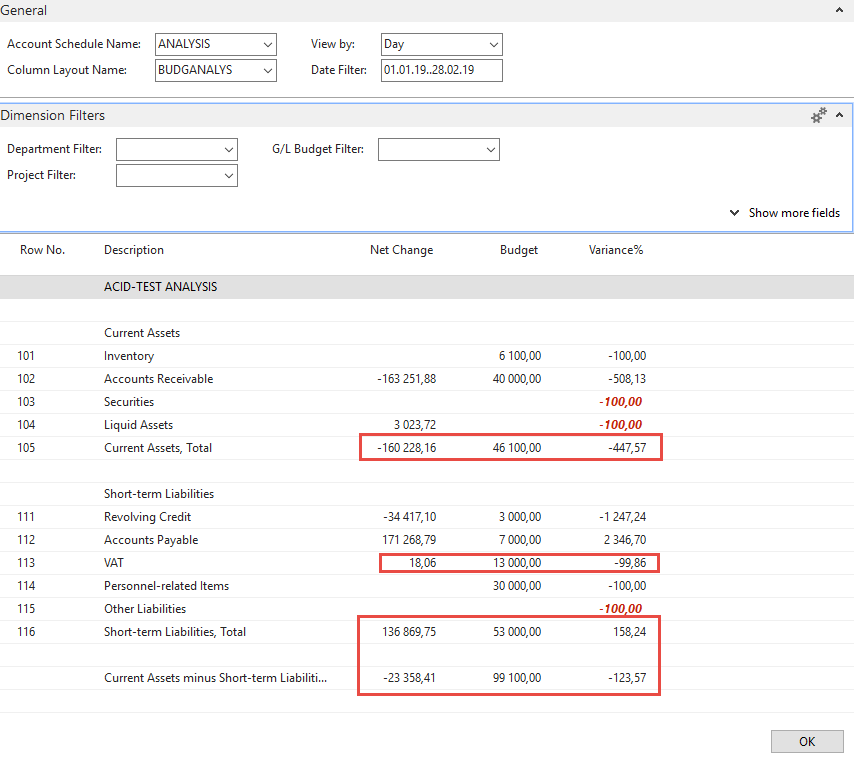 General
Account Schedule Name: ANALYSIS View by: Day
Column Layout Name: BUDGANALYS Date Filter: 01.01.19..28.02.19
Dimension Filters
Department Filter: G/L Budget Filter:
Project Filter:
Show more fields
Row No. Description Net Change Budget Variance%
ACID-TEST ANALYSIS
Current Assets
101 Inventory 6 100,00 -100,00
102 Accounts Receivable -163 251,88 40 000,00 -508,13
103 Securities -100,00
104 Liquid Assets 3 023,72 -100,00
105 Current Assets, Total -160 228,16 46 100,00 -447,57
Short-term Liabilities
111 Revolving Credit -34 417,10 3 000,00 -1 247,24
112 Accounts Payable 171 268,79 7 000,00 2 346,70
113 VAT 18,06 13 000,00 -99,86
114 Personnel-related Items 30 000,00 -100,00
115 Other Liabilities -100,00
116 Short-term Liabilities, Total 136 869,75 53 000,00 158,24
Current Assets minus Short-term Liabiliti... -23 358,41 99 100,00 -123,57
OK